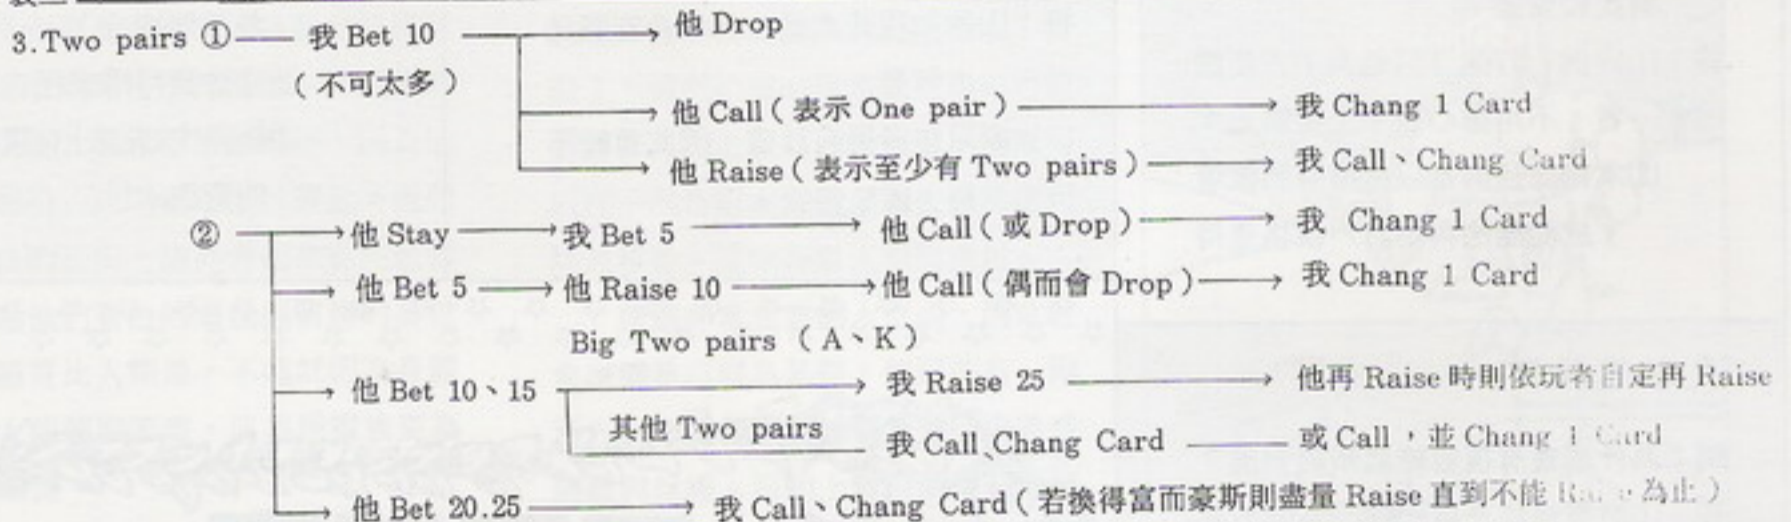 3.Two pairs ① 我 Bet 10 他 Drop
(不可太多)
他 Call(表示 One pair) 我 Chang 1 Card
他 Raise(表示至少有 Two pairs) 我 Call、Chang Card
② 他 Stay 我 Bet 5 他 Call(或 Drop) 我 Chang 1 Card
他 Bet 5 他 Raise 10 他 Call(偶而會 Drop) 我 Chang 1 Card
Big Two pairs (A、K)
他 Bet 10、15 我 Raise 25 他再 Raise 時則依玩者自定再 Raise
其他 Two pairs 我 Call、Chang Card 或 Call,並 Chang 1 Card
他 Bet 20.25 我 Call、Chang Card(若換得富而豪斯則盡量 Raise 直到不能 Raise 為止)